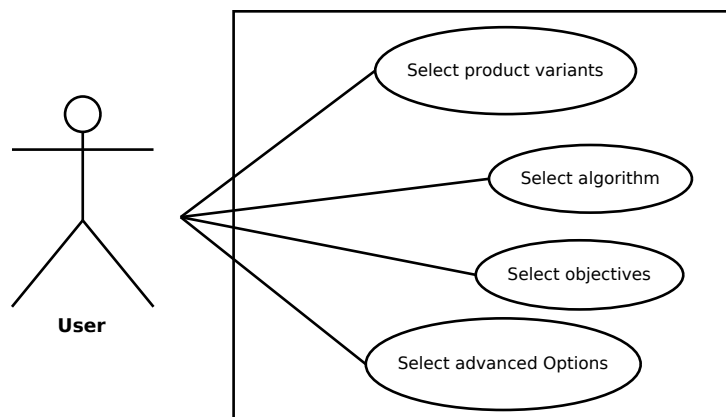 Select product variants
Select algorithm
Select objectives
User
Select advanced Options